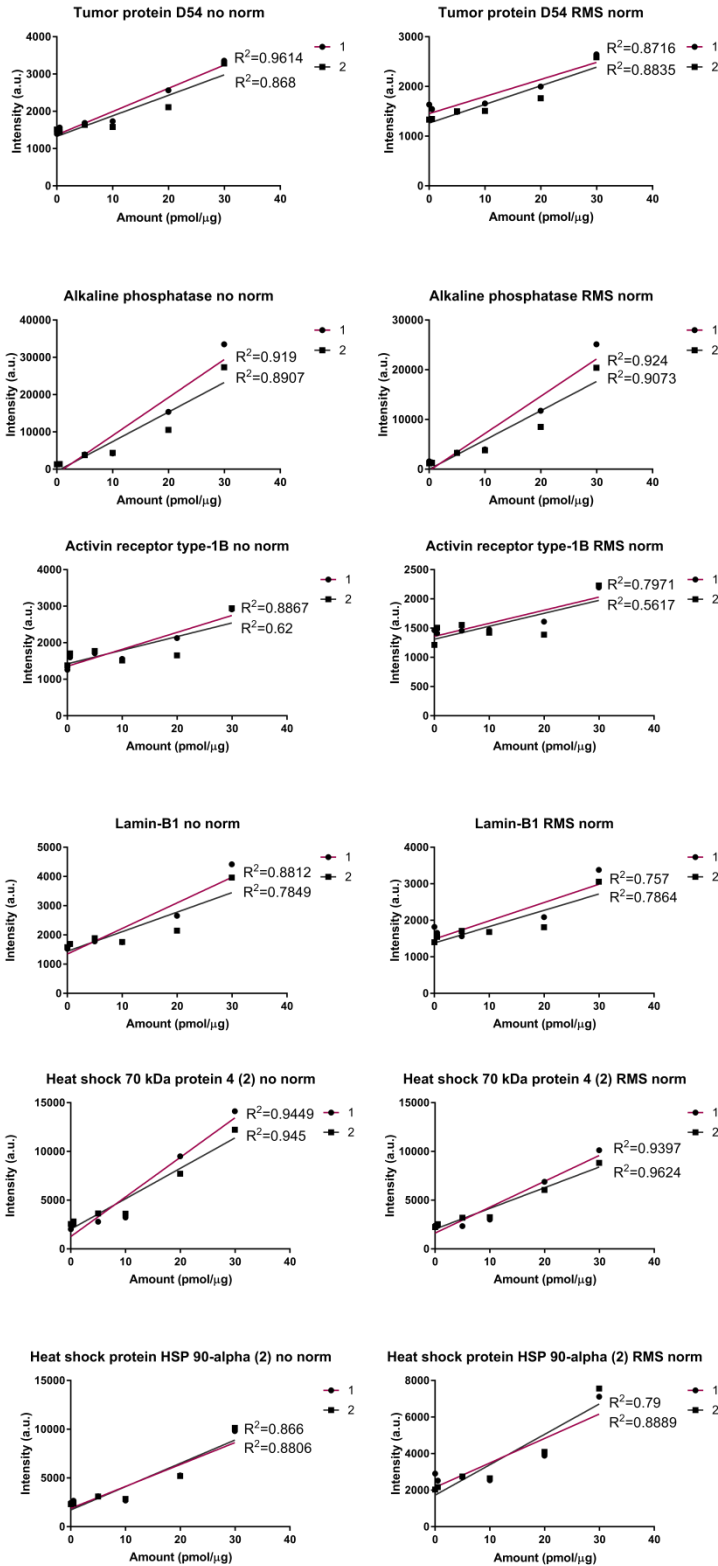 Tumor protein D54 no norm
4000
3000
2000
1000
0
0 10 20 30 40
Intensity (a.u.)
Amount (pmol/μg)
R²=0.9614
R²=0.868
1
2
Tumor protein D54 RMS norm
3000
2000
1000
0
0 10 20 30 40
Intensity (a.u.)
Amount (pmol/μg)
R²=0.8716
R²=0.8835
1
2
Alkaline phosphatase no norm
40000
30000
20000
10000
0
0 10 20 30 40
Intensity (a.u.)
Amount (pmol/μg)
R²=0.919
R²=0.8907
1
2
Alkaline phosphatase RMS norm
30000
20000
10000
0
0 10 20 30 40
Intensity (a.u.)
Amount (pmol/μg)
R²=0.924
R²=0.9073
1
2
Activin receptor type-1B no norm
4000
3000
2000
1000
0
0 10 20 30 40
Intensity (a.u.)
Amount (pmol/μg)
R²=0.8867
R²=0.62
1
2
Activin receptor type-1B RMS norm
2500
2000
1500
1000
500
0
0 10 20 30 40
Intensity (a.u.)
Amount (pmol/μg)
R²=0.7971
R²=0.5617
1
2
Lamin-B1 no norm
5000
4000
3000
2000
1000
0
0 10 20 30 40
Intensity (a.u.)
Amount (pmol/μg)
R²=0.8812
R²=0.7849
1
2
Lamin-B1 RMS norm
4000
3000
2000
1000
0
0 10 20 30 40
Intensity (a.u.)
Amount (pmol/μg)
R²=0.757
R²=0.7864
1
2
Heat shock 70 kDa protein 4 (2) no norm
15000
10000
5000
0
0 10 20 30 40
Intensity (a.u.)
Amount (pmol/μg)
R²=0.9449
R²=0.945
1
2
Heat shock 70 kDa protein 4 (2) RMS norm
15000
10000
5000
0
0 10 20 30 40
Intensity (a.u.)
Amount (pmol/μg)
R²=0.9397
R²=0.9624
1
2
Heat shock protein HSP 90-alpha (2) no norm
15000
10000
5000
0
0 10 20 30 40
Intensity (a.u.)
Amount (pmol/μg)
R²=0.866
R²=0.8806
1
2
Heat shock protein HSP 90-alpha (2) RMS norm
8000
6000
4000
2000
0
0 10 20 30 40
Intensity (a.u.)
Amount (pmol/μg)
R²=0.79
R²=0.8889
1
2